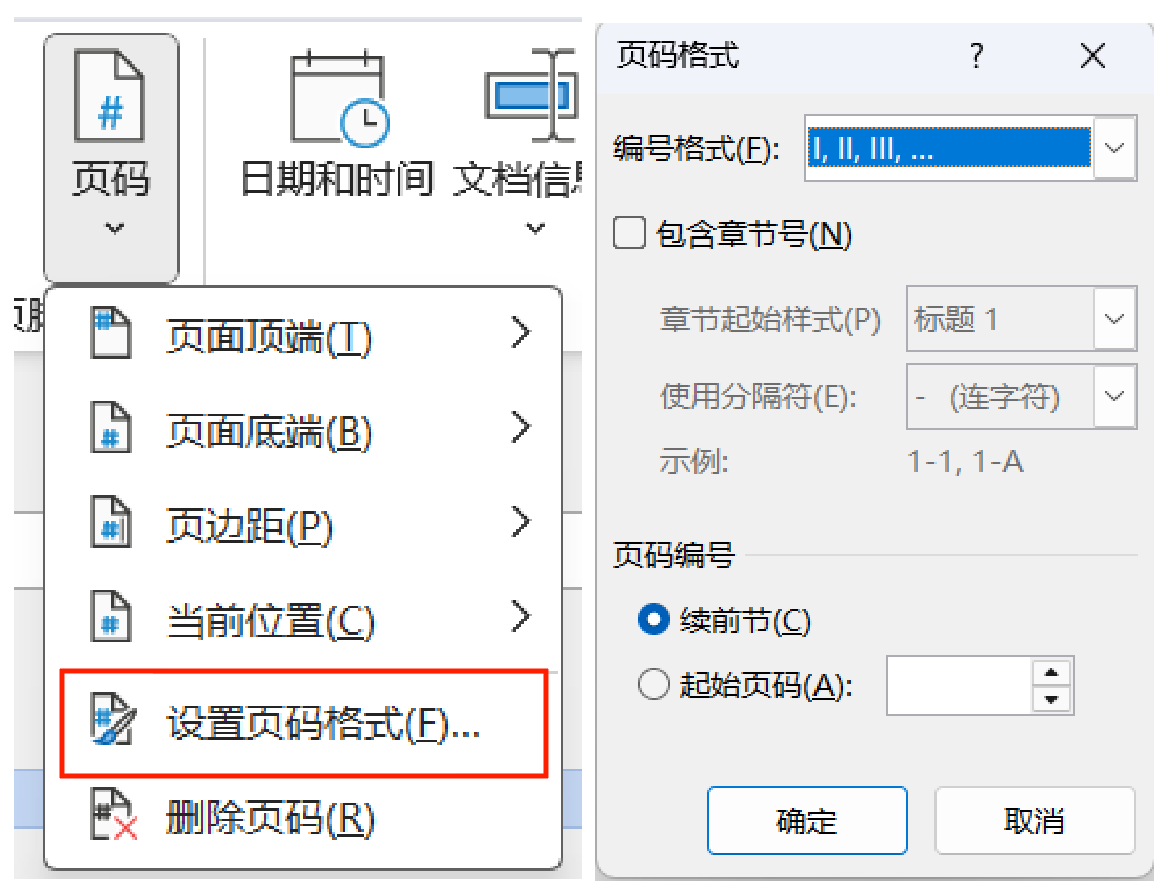 页码
日期和时间
文档信息
页面顶端(T)
页面底端(B)
页边距(P)
当前位置(C)
设置页码格式(F)...
删除页码(R)
页码格式
编号格式(F):
I, II, III, ...
包含章节号(N)
章节起始样式(P)
标题 1
使用分隔符(E):
- (连字符)
示例:
1-1, 1-A
页码编号
续前节(C)
起始页码(A):
确定
取消